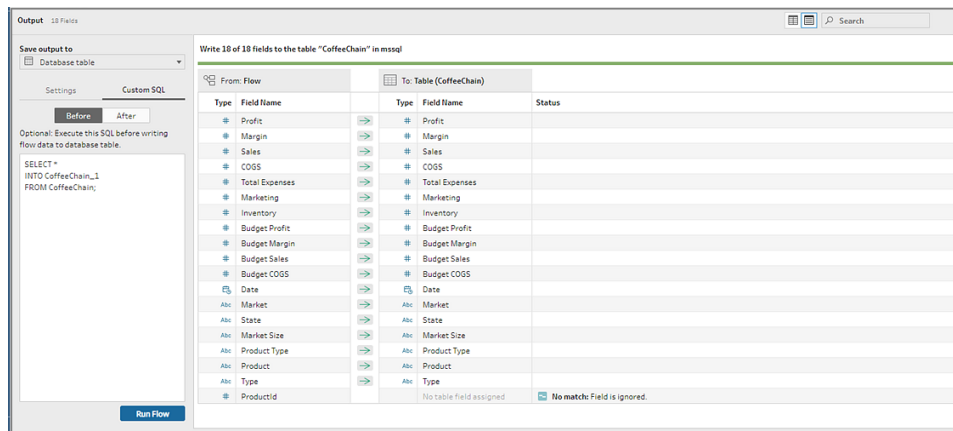 Output 18 Fields
Search
Save output to
Database table
Settings Custom SQL
Before After
Optional: Execute this SQL before writing
flow data to database table.
SELECT *
INTO CoffeeChain_1
FROM CoffeeChain;
Run Flow
Write 18 of 18 fields to the table "CoffeeChain" in mssql
From: Flow To: Table (CoffeeChain)
Type Field Name Type Field Name Status
# Profit # Profit
# Margin # Margin
# Sales # Sales
# COGS # COGS
# Total Expenses # Total Expenses
# Marketing # Marketing
# Inventory # Inventory
# Budget Profit # Budget Profit
# Budget Margin # Budget Margin
# Budget Sales # Budget Sales
# Budget COGS # Budget COGS
Date Date
Abc Market Abc Market
Abc State Abc State
Abc Market Size Abc Market Size
Abc Product Type Abc Product Type
Abc Product Abc Product
Abc Type Abc Type
# ProductId No table field assigned No match: Field is ignored.